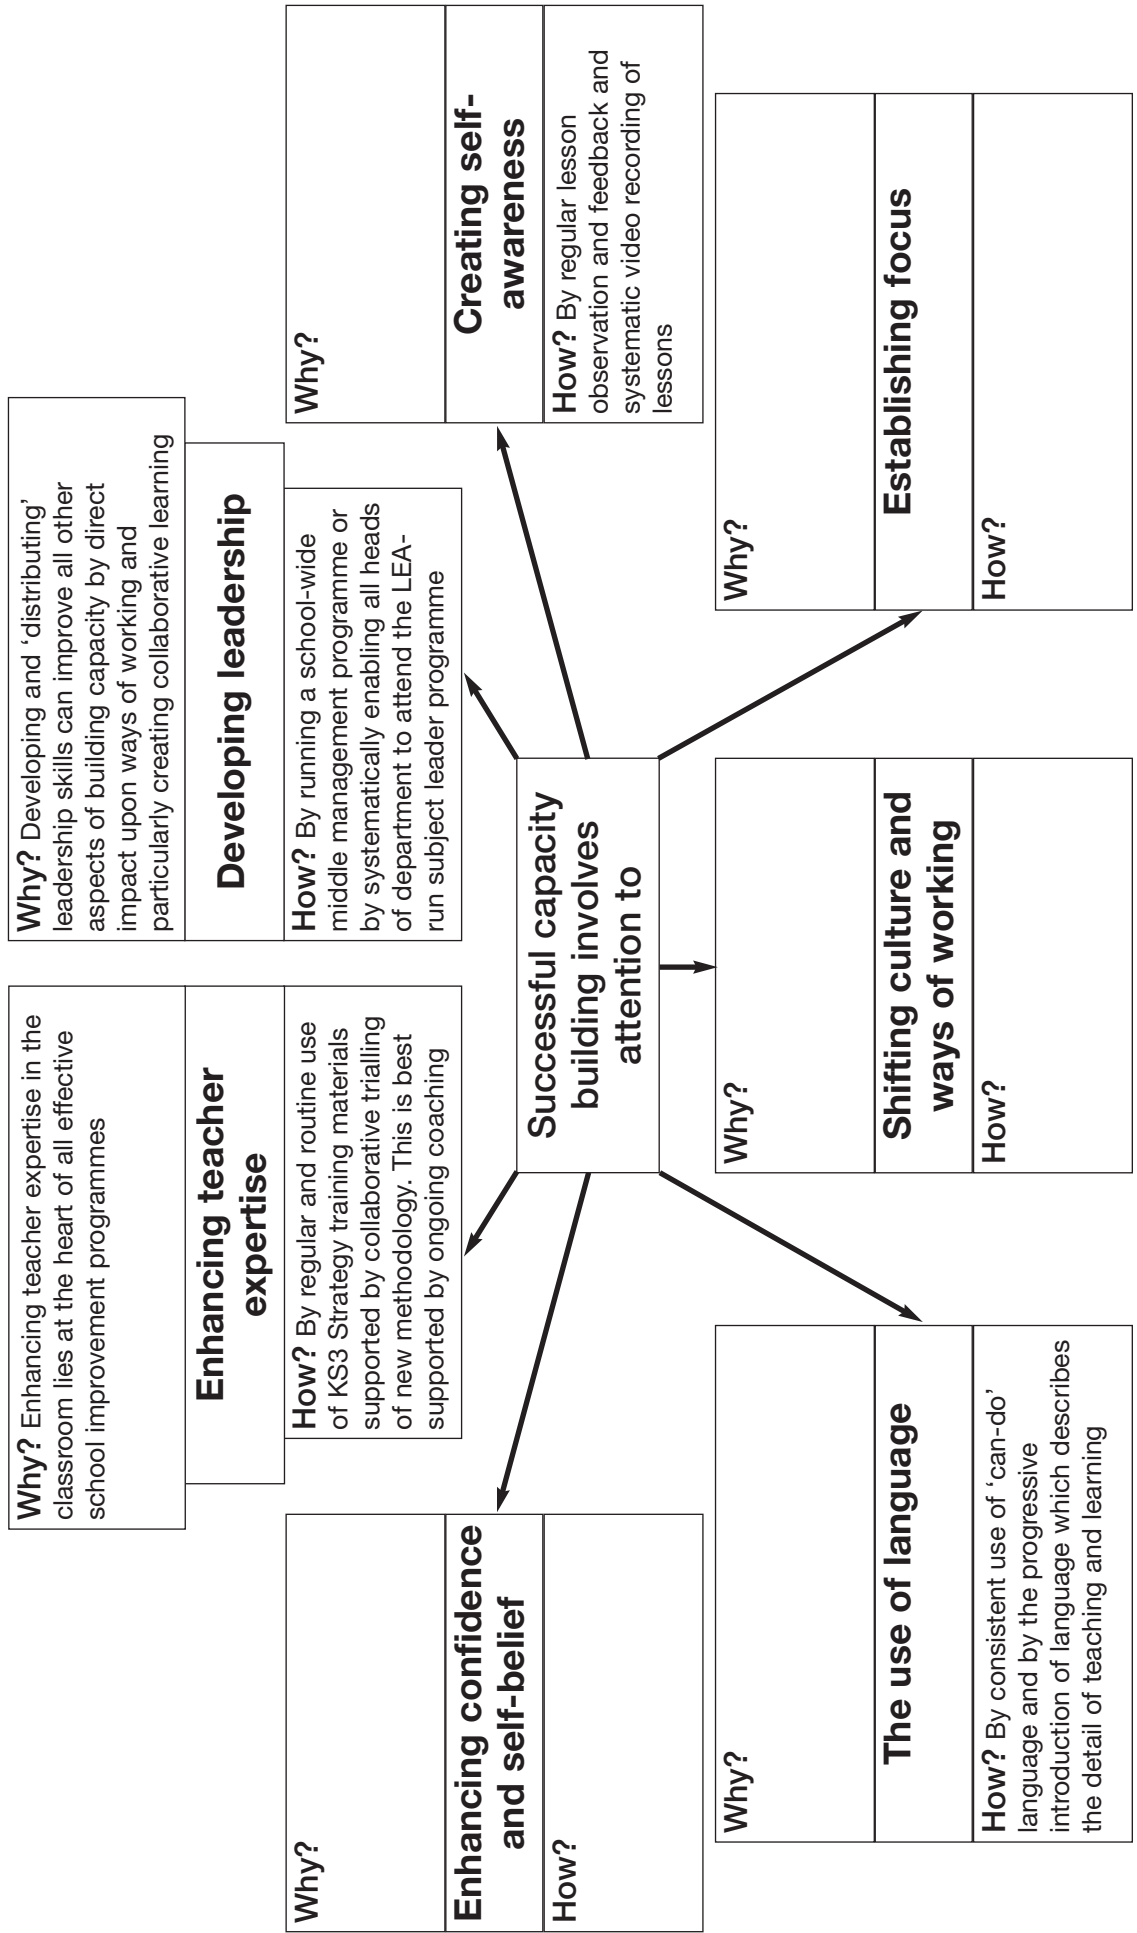 Why? Enhancing teacher expertise in the
classroom lies at the heart of all effective
school improvement programmes
Enhancing teacher
expertise
How? By regular and routine use
of KS3 Strategy training materials
supported by collaborative trialling
of new methodology. This is best
supported by ongoing coaching
Why? Developing and ‘distributing’
leadership skills can improve all other
aspects of building capacity by direct
impact upon ways of working and
particularly creating collaborative learning
Developing leadership
How? By running a school-wide
middle management programme or
by systematically enabling all heads
of department to attend the LEA-
run subject leader programme
Why?
Enhancing confidence
and self-belief
How?
Successful capacity
building involves
attention to
Why?
Creating self-
awareness
How? By regular lesson
observation and feedback and
systematic video recording of
lessons
Why?
The use of language
How? By consistent use of ‘can-do’
language and by the progressive
introduction of language which describes
the detail of teaching and learning
Why?
Shifting culture and
ways of working
How?
Why?
Establishing focus
How?